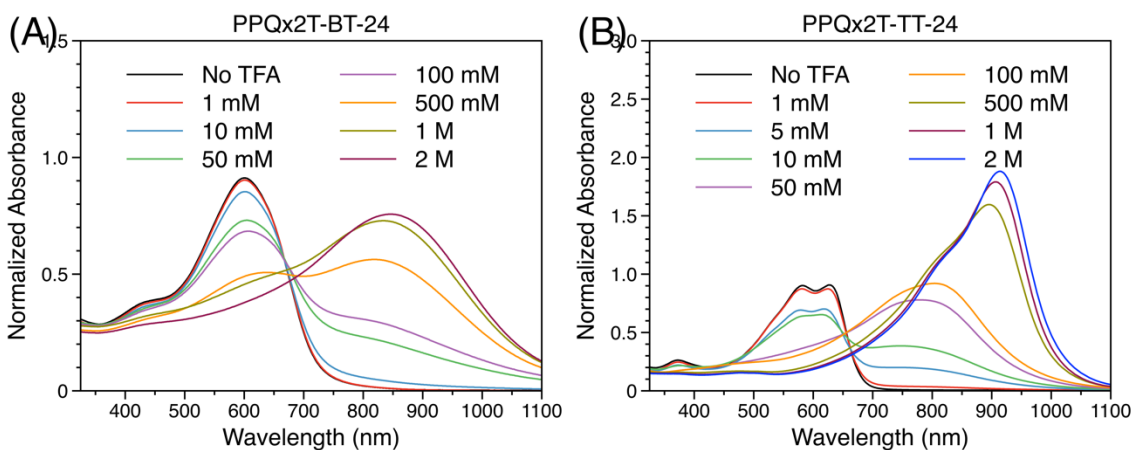 (A)
PPQx2T-BT-24
1.5
1.0
0.5
0
Normalized Absorbance
No TFA
1 mM
10 mM
50 mM
100 mM
500 mM
1 M
2 M
400 500 600 700 800 900 1000 1100
Wavelength (nm)
(B)
PPQx2T-TT-24
3.0
2.5
2.0
1.5
1.0
0.5
0
Normalized Absorbance
No TFA
1 mM
5 mM
10 mM
50 mM
100 mM
500 mM
1 M
2 M
400 500 600 700 800 900 1000 1100
Wavelength (nm)